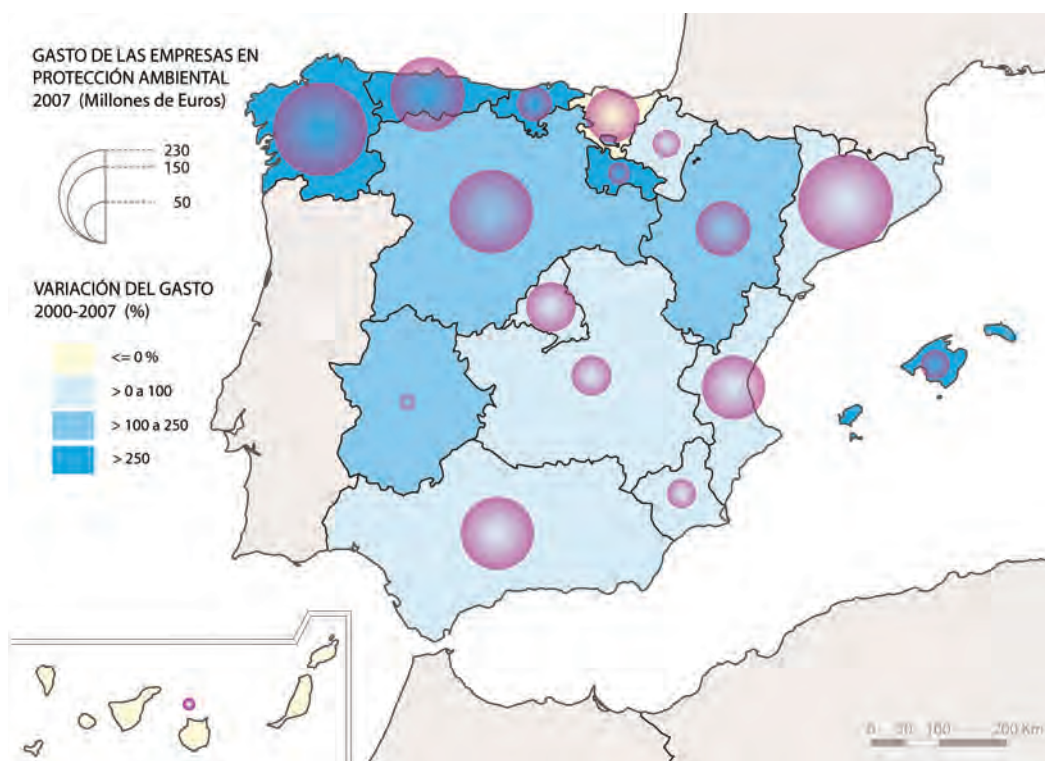 GASTO DE LAS EMPRESAS EN
PROTECCIÓN AMBIENTAL
2007 (Millones de Euros)
230
150
50
VARIACIÓN DEL GASTO
2000-2007 (%)
<= 0 %
> 0 a 100
> 100 a 250
> 250
0 50 100 200 Km